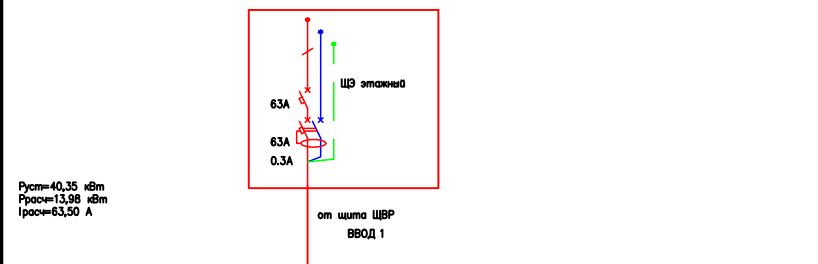 ЩЭ этажный
63А
63А
0.3А
Руст=40,35 кВт
Ррасч=13,98 кВт
Iрасч=63,50 А
от щита ЩВР
ВВОД 1